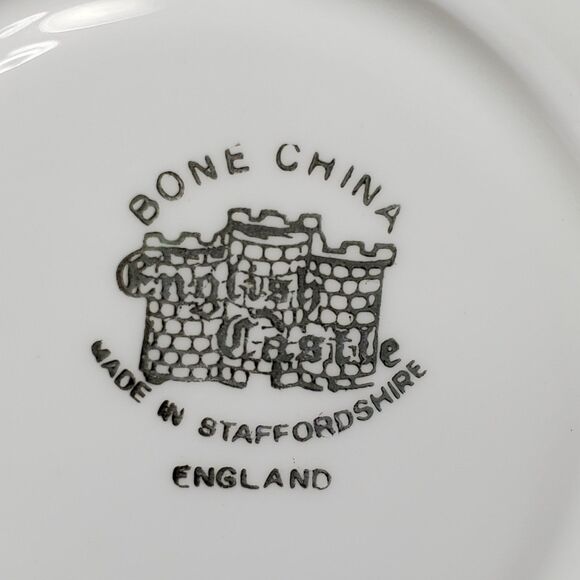 BONE CHINA
English
Castle
MADE IN STAFFORDSHIRE
ENGLAND